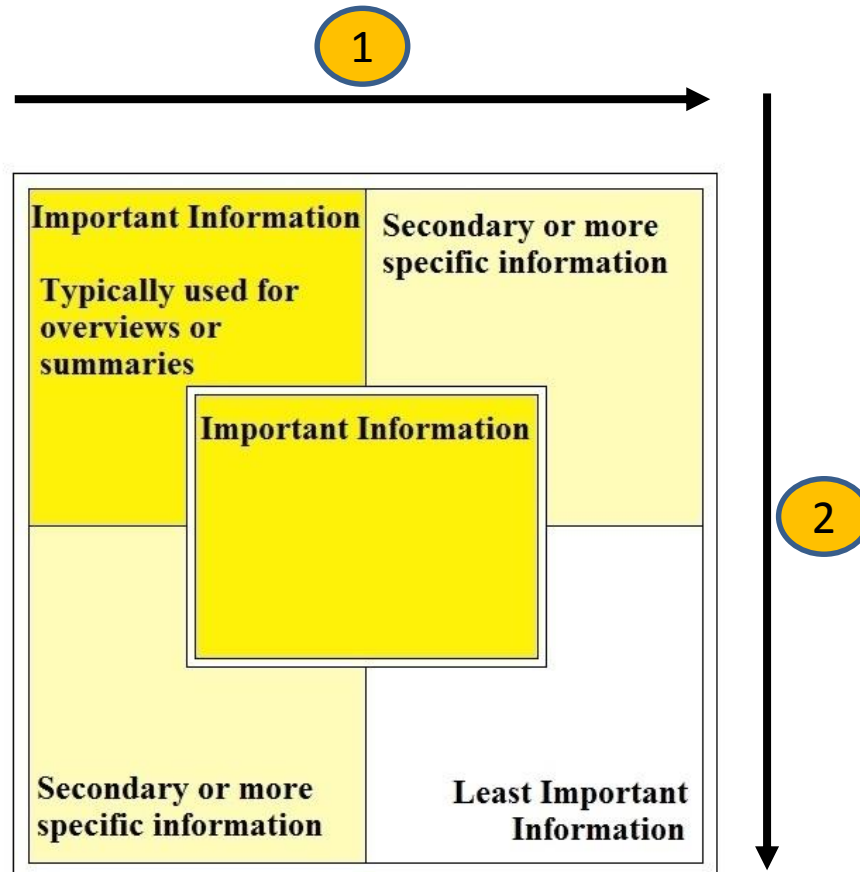 1
Important Information
Typically used for
overviews or
summaries
Secondary or more
specific information
Important Information
2
Secondary or more
specific information
Least Important
Information